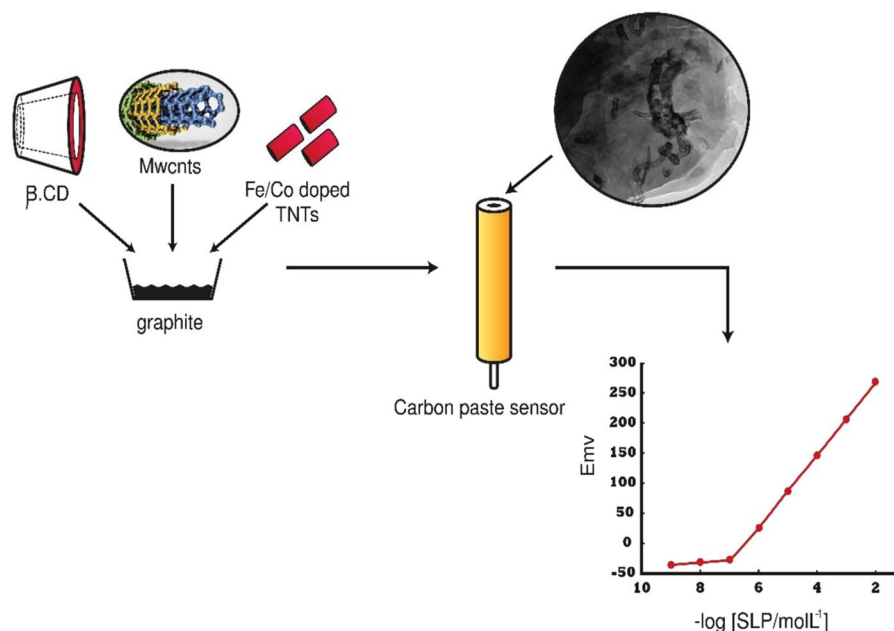 β.CD
Mwcnts
Fe/Co doped
TNTs
graphite
Carbon paste sensor
300
250
200
150
100
50
0
-50
10 8 6 4 2
Emv
-log [SLP/molL⁻¹]